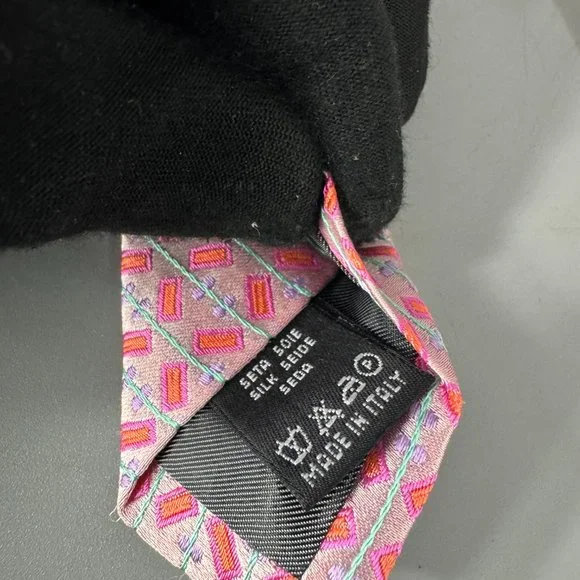 SETA SOIE
SILK SEIDE
SEDA
P
MADE IN ITALY